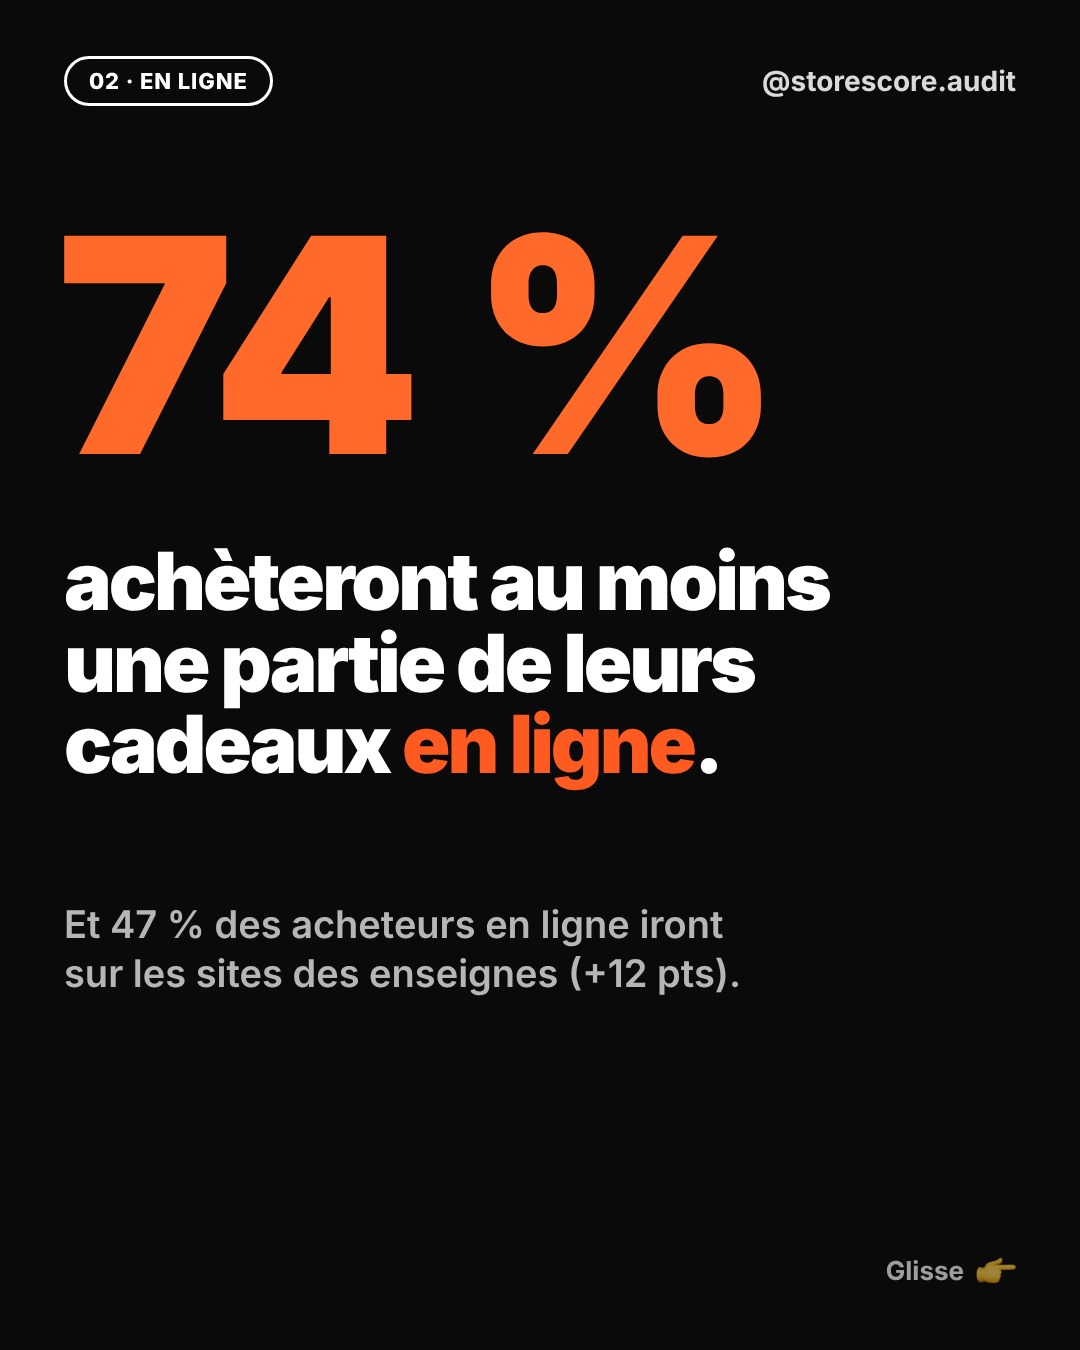 02 · EN LIGNE
@storescore.audit
74 %
achèteront au moins
une partie de leurs
cadeaux en ligne.
Et 47 % des acheteurs en ligne iront
sur les sites des enseignes (+12 pts).
Glisse 👉